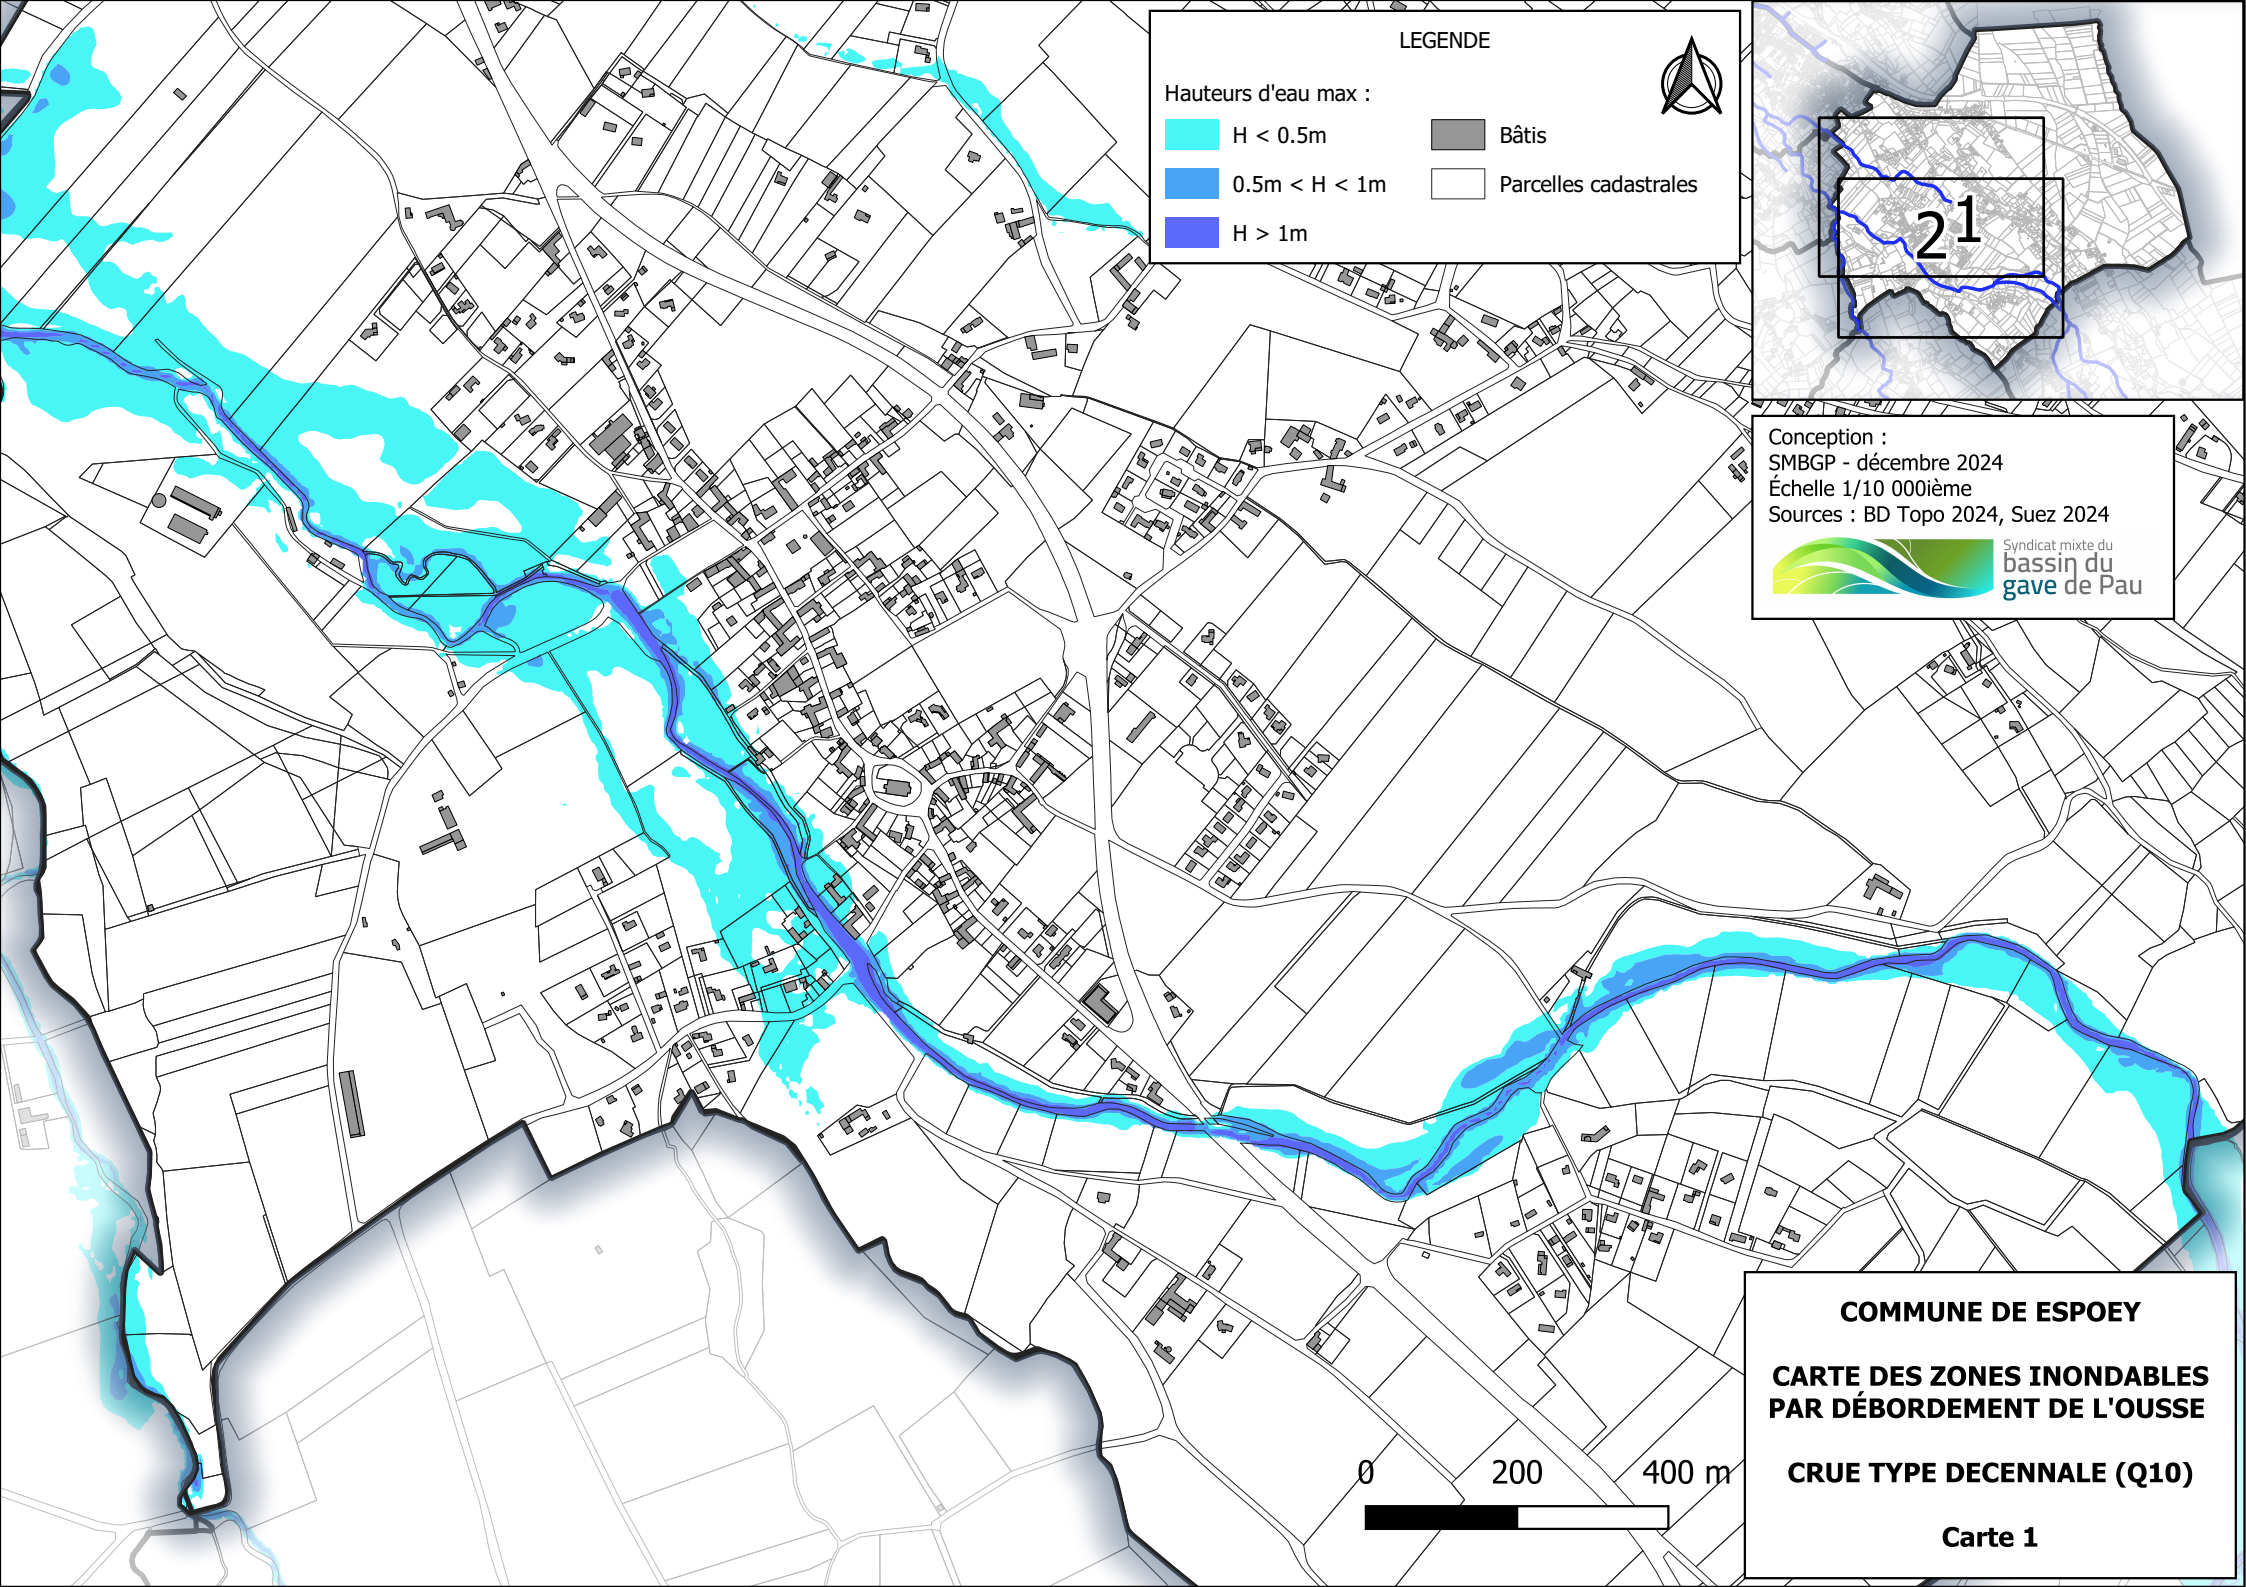 LEGENDE
Hauteurs d'eau max :
H < 0.5m
Bâtis
0.5m < H < 1m
Parcelles cadastrales
H > 1m
1
2
Conception :
SMBGP - décembre 2024
Échelle 1/10 000ième
Sources : BD Topo 2024, Suez 2024
Syndicat mixte du
bassin du
gave de Pau
0 200 400 m
COMMUNE DE ESPOEY
CARTE DES ZONES INONDABLES
PAR DÉBORDEMENT DE L'OUSSE
CRUE TYPE DECENNALE (Q10)
Carte 1